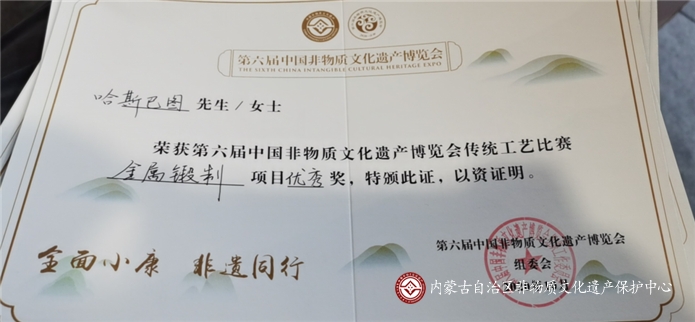 第六届中国非物质文化遗产博览会
THE SIXTH CHINA INTANGIBLE CULTURAL HERITAGE EXPO
哈斯巴图 先生/女士
荣获第六届中国非物质文化遗产博览会传统工艺比赛
金属锻制 项目优秀奖，特颁此证，以资证明。
第六届中国非物质文化遗产博览会
组委会
全面小康 非遗同行
内蒙古自治区非物质文化遗产保护中心